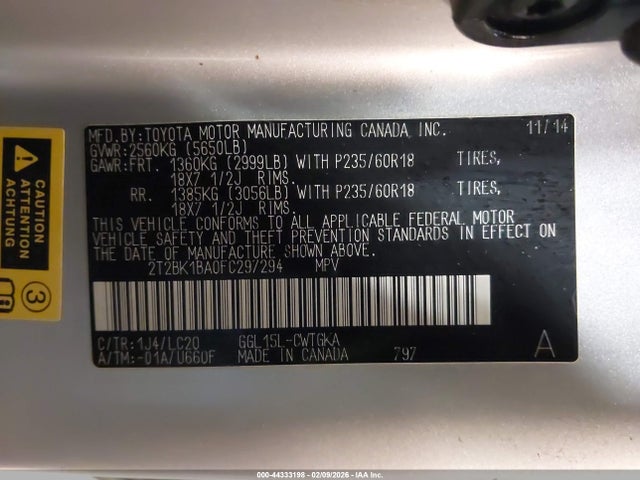 MFD.BY:TOYOTA MOTOR MANUFACTURING CANADA INC. 11/14
GVWR:2560KG (5650LB)
GAWR:FRT. 1360KG (2999LB) WITH P235/60R18 TIRES,
18X7 1/2J RIMS.
RR. 1385KG (3056LB) WITH P235/60R18 TIRES,
18X7 1/2J RIMS.
THIS VEHICLE CONFORMS TO ALL APPLICABLE FEDERAL MOTOR
VEHICLE SAFETY AND THEFT PREVENTION STANDARDS IN EFFECT ON
THE DATE OF MANUFACTURE SHOWN ABOVE.
2T2BK1BA0FC297294 MPV
C/TR:1J4/LC20 GGL15L-CWTGKA
A/TM:-01A/U660F MADE IN CANADA 797 A
CAUTION
ATTENTION
ACHTUNG
3
000-44333198 - 02/09/2026 - IAA Inc.